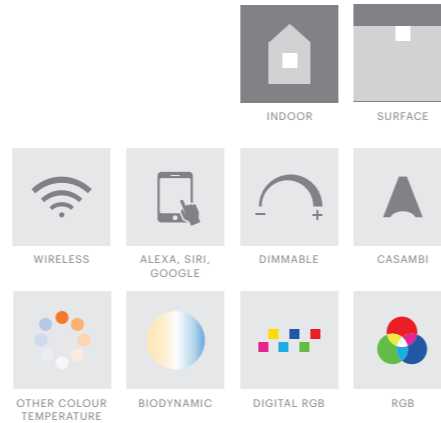 INDOOR
SURFACE
WIRELESS
ALEXA, SIRI,
GOOGLE
DIMMABLE
CASAMBI
OTHER COLOUR
TEMPERATURE
BIODYNAMIC
DIGITAL RGB
RGB